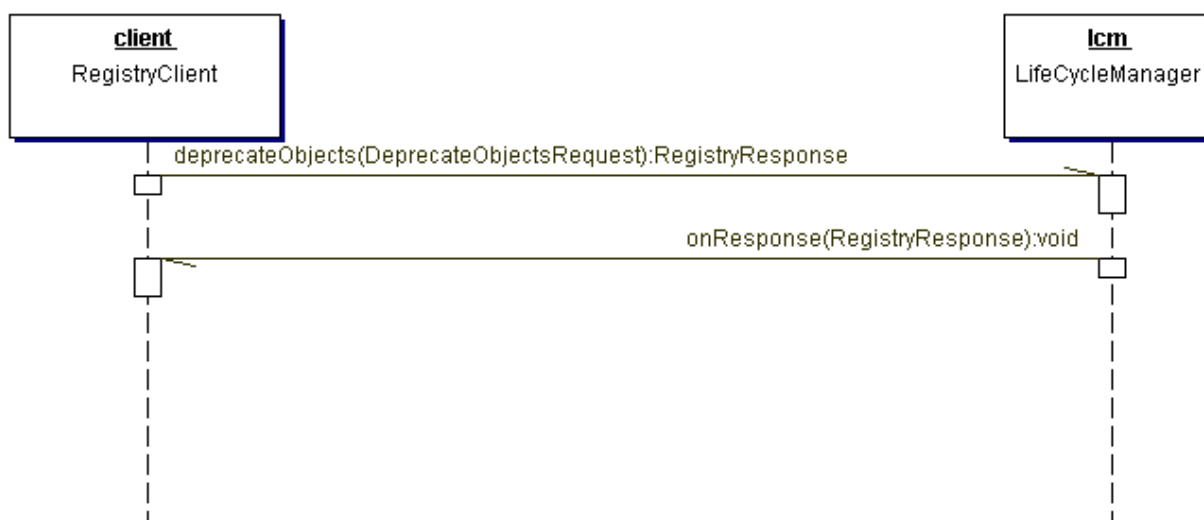 client
RegistryClient
lcm
LifeCycleManager
deprecateObjects(DeprecateObjectsRequest):RegistryResponse
onResponse(RegistryResponse):void